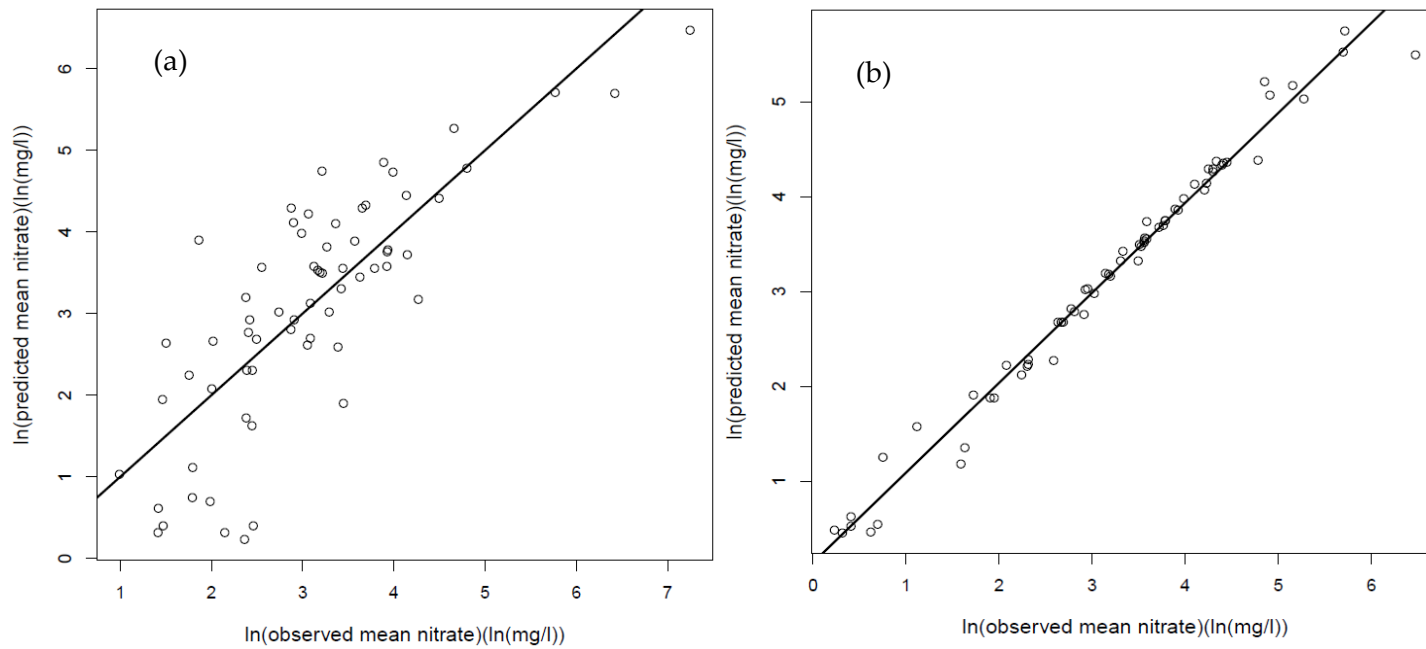 (a)
ln(predicted mean nitrate)(ln(mg/l))
6
5
4
3
2
1
0
1 2 3 4 5 6 7
ln(observed mean nitrate)(ln(mg/l))
(b)
ln(predicted mean nitrate)(ln(mg/l))
5
4
3
2
1
0 1 2 3 4 5 6
ln(observed mean nitrate)(ln(mg/l))